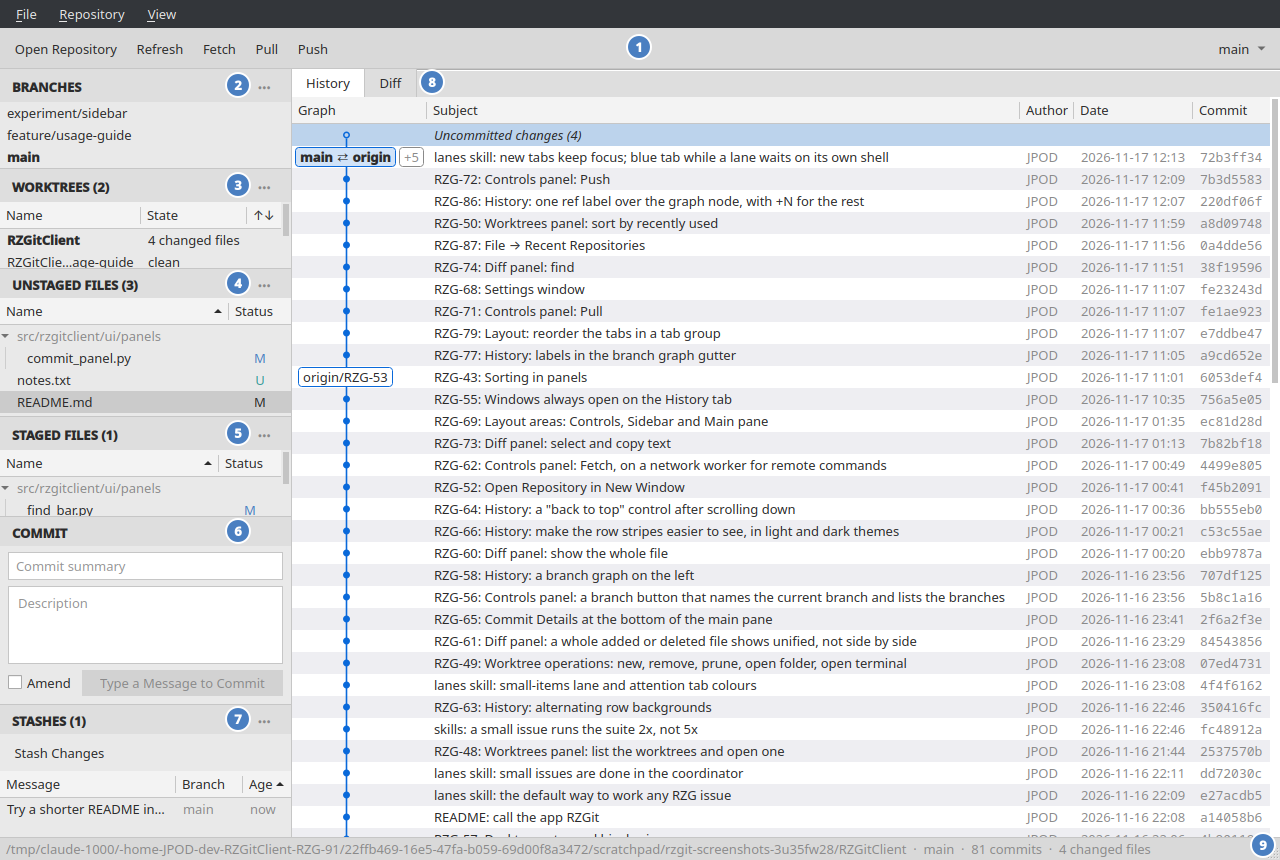 File Repository View
Open Repository Refresh Fetch Pull Push 1 main
BRANCHES 2 ···
experiment/sidebar
feature/usage-guide
main
WORKTREES (2) 3 ···
Name State ↑↓
RZGitClient 4 changed files
RZGitClie...age-guide clean
UNSTAGED FILES (3) 4 ···
Name Status
src/rzgitclient/ui/panels
commit_panel.py M
notes.txt U
README.md M
STAGED FILES (1) 5 ···
Name Status
src/rzgitclient/ui/panels
find_bar.py M
COMMIT 6
Commit summary
Description
Amend Type a Message to Commit
STASHES (1) 7 ···
Stash Changes
Message Branch Age
Try a shorter README in... main now
History Diff 8
Graph Subject Author Date Commit
Uncommitted changes (4)
main ⇄ origin +5 lanes skill: new tabs keep focus; blue tab while a lane waits on its own shell JPOD 2026-11-17 12:13 72b3ff34
RZG-72: Controls panel: Push JPOD 2026-11-17 12:09 7b3d5583
RZG-86: History: one ref label over the graph node, with +N for the rest JPOD 2026-11-17 12:07 220df06f
RZG-50: Worktrees panel: sort by recently used JPOD 2026-11-17 11:59 a8d09748
RZG-87: File → Recent Repositories JPOD 2026-11-17 11:56 0a4dde56
RZG-74: Diff panel: find JPOD 2026-11-17 11:51 38f19596
RZG-68: Settings window JPOD 2026-11-17 11:07 fe23243d
RZG-71: Controls panel: Pull JPOD 2026-11-17 11:07 fe1ae923
RZG-79: Layout: reorder the tabs in a tab group JPOD 2026-11-17 11:07 e7ddbe47
RZG-77: History: labels in the branch graph gutter JPOD 2026-11-17 11:05 a9cd652e
origin/RZG-53 RZG-43: Sorting in panels JPOD 2026-11-17 11:01 6053def4
RZG-55: Windows always open on the History tab JPOD 2026-11-17 10:35 756a5e05
RZG-69: Layout areas: Controls, Sidebar and Main pane JPOD 2026-11-17 01:35 ec81d28d
RZG-73: Diff panel: select and copy text JPOD 2026-11-17 01:13 7b82bf18
RZG-62: Controls panel: Fetch, on a network worker for remote commands JPOD 2026-11-17 00:49 4499e805
RZG-52: Open Repository in New Window JPOD 2026-11-17 00:41 f45b2091
RZG-64: History: a "back to top" control after scrolling down JPOD 2026-11-17 00:36 bb555eb0
RZG-66: History: make the row stripes easier to see, in light and dark themes JPOD 2026-11-17 00:21 c53c55ae
RZG-60: Diff panel: show the whole file JPOD 2026-11-17 00:20 ebb9787a
RZG-58: History: a branch graph on the left JPOD 2026-11-16 23:56 707df125
RZG-56: Controls panel: a branch button that names the current branch and lists the branches JPOD 2026-11-16 23:56 5b8c1a16
RZG-65: Commit Details at the bottom of the main pane JPOD 2026-11-16 23:41 2f6a2f3e
RZG-61: Diff panel: a whole added or deleted file shows unified, not side by side JPOD 2026-11-16 23:29 84543856
RZG-49: Worktree operations: new, remove, prune, open folder, open terminal JPOD 2026-11-16 23:08 07ed4731
lanes skill: small-items lane and attention tab colours JPOD 2026-11-16 23:08 4f4f6162
RZG-63: History: alternating row backgrounds JPOD 2026-11-16 22:46 350416fc
skills: a small issue runs the suite 2x, not 5x JPOD 2026-11-16 22:46 fc48912a
RZG-48: Worktrees panel: list the worktrees and open one JPOD 2026-11-16 21:44 2537570b
lanes skill: small issues are done in the coordinator JPOD 2026-11-16 22:11 dd72030c
lanes skill: the default way to work any RZG issue JPOD 2026-11-16 22:09 e27acdb5
README: call the app RZGit JPOD 2026-11-16 22:08 a14058b6
/tmp/claude-1000/-home-JPOD-dev-RZGitClient-RZG-91/22ffb469-16e5-47fa-b059-69d00f8a3472/scratchpad/rzgit-screenshots-3u35fw28/RZGitClient · main · 81 commits · 4 changed files 9